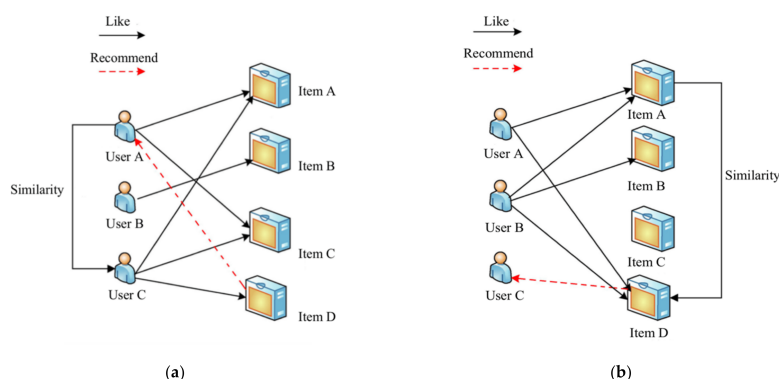 Like
Recommend
User A
User B
User C
Similarity
Item A
Item B
Item C
Item D
(a)
Like
Recommend
User A
User B
User C
Item A
Item B
Item C
Item D
Similarity
(b)